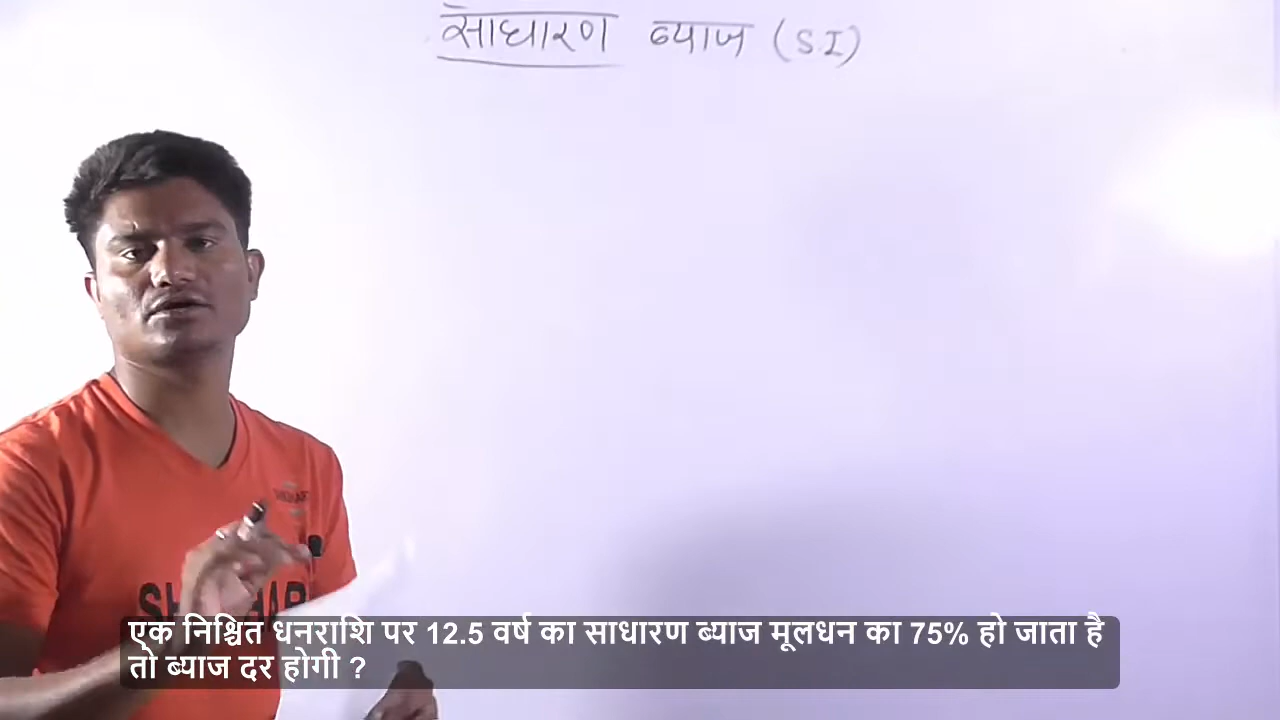 साधारण ब्याज (S.I)
एक निश्चित धनराशि पर 12.5 वर्ष का साधारण ब्याज मूलधन का 75% हो जाता है
तो ब्याज दर होगी ?